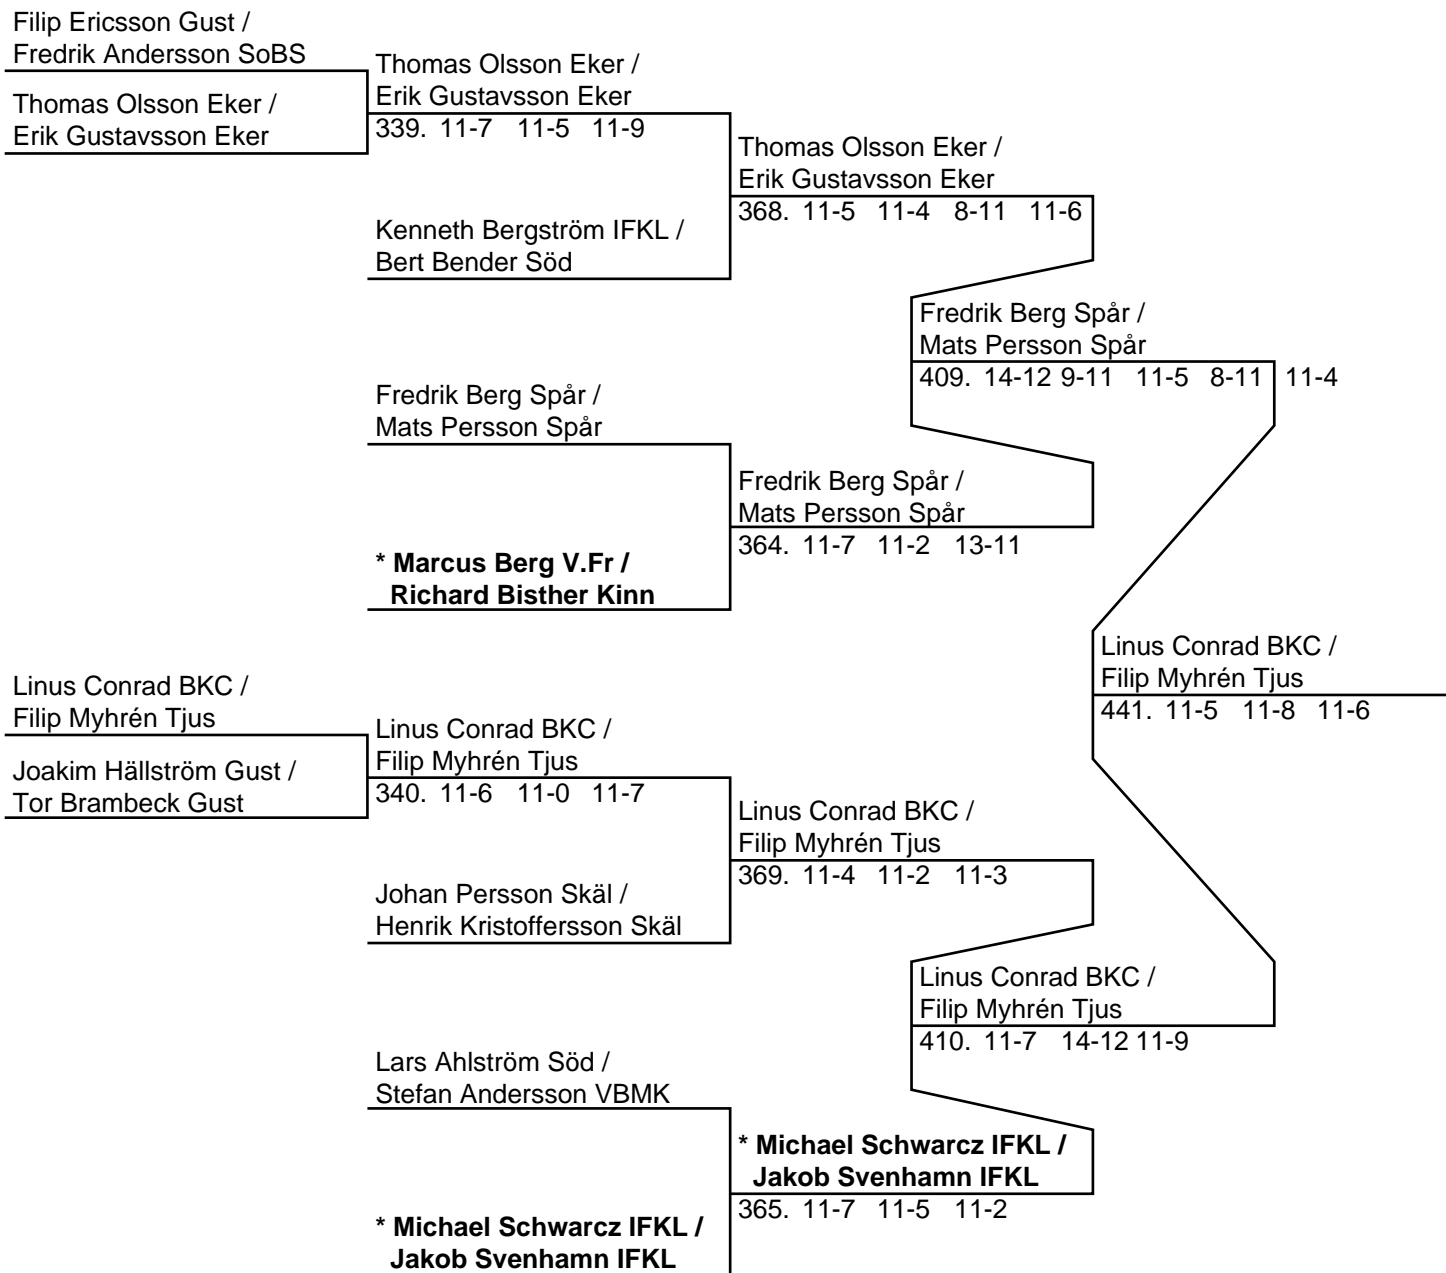 Filip Ericsson Gust /
Fredrik Andersson SoBS
Thomas Olsson Eker /
Erik Gustavsson Eker
Thomas Olsson Eker /
Erik Gustavsson Eker
339. 11-7 11-5 11-9
Kenneth Bergström IFKL /
Bert Bender Söd
Thomas Olsson Eker /
Erik Gustavsson Eker
368. 11-5 11-4 8-11 11-6
Fredrik Berg Spår /
Mats Persson Spår
409. 14-12 9-11 11-5 8-11 11-4
Fredrik Berg Spår /
Mats Persson Spår
Fredrik Berg Spår /
Mats Persson Spår
364. 11-7 11-2 13-11
* Marcus Berg V.Fr /
Richard Bisther Kinn
Linus Conrad BKC /
Filip Myhrén Tjus
441. 11-5 11-8 11-6
Linus Conrad BKC /
Filip Myhrén Tjus
Joakim Hällström Gust /
Tor Brambeck Gust
Linus Conrad BKC /
Filip Myhrén Tjus
340. 11-6 11-0 11-7
Linus Conrad BKC /
Filip Myhrén Tjus
369. 11-4 11-2 11-3
Johan Persson Skäl /
Henrik Kristoffersson Skäl
Linus Conrad BKC /
Filip Myhrén Tjus
410. 11-7 14-12 11-9
Lars Ahlström Söd /
Stefan Andersson VBMK
* Michael Schwarcz IFKL /
Jakob Svenhamn IFKL
365. 11-7 11-5 11-2
* Michael Schwarcz IFKL /
Jakob Svenhamn IFKL